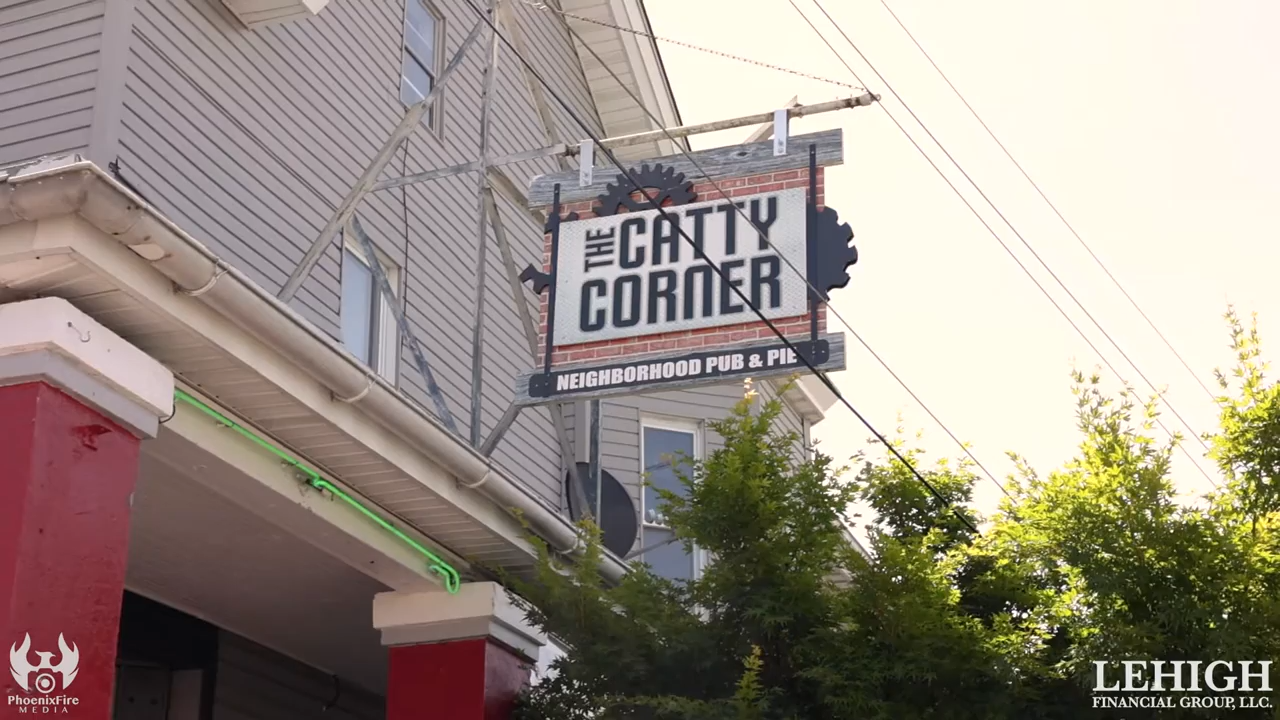 THE CATTY
CORNER
NEIGHBORHOOD PUB & PIE
PhoenixFire
MEDIA
LEHIGH
FINANCIAL GROUP, LLC.